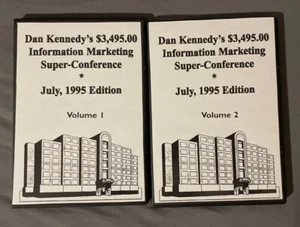 Dan Kennedy's $3,495.00
Information Marketing
Super-Conference
*
July, 1995 Edition
Volume 1
Dan Kennedy's $3,495.00
Information Marketing
Super-Conference
*
July, 1995 Edition
Volume 2